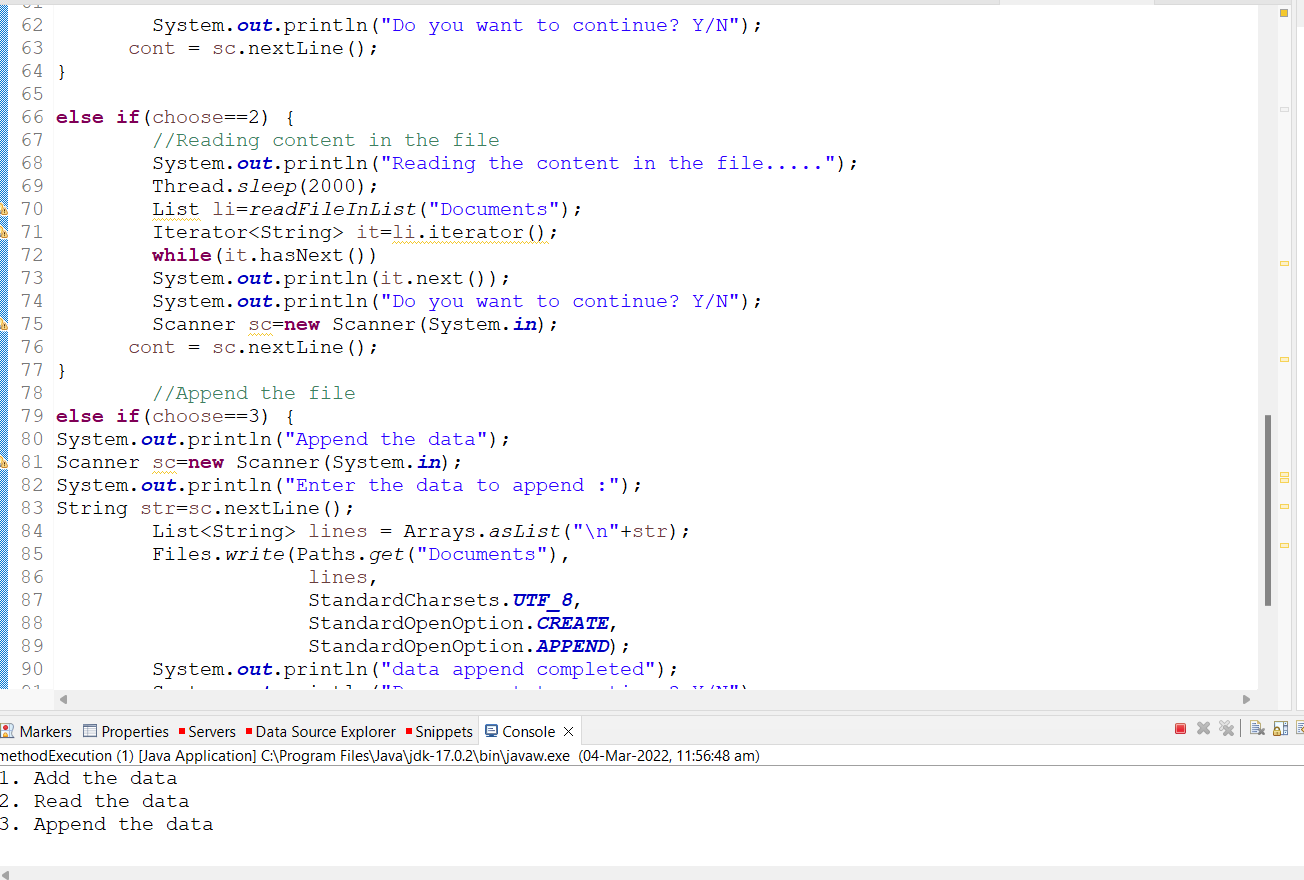 62 System.out.println("Do you want to continue? Y/N");
63 cont = sc.nextLine();
64 }
65
66 else if(choose==2) {
67 //Reading content in the file
68 System.out.println("Reading the content in the file.....");
69 Thread.sleep(2000);
70 List li=readFileInList("Documents");
71 Iterator<String> it=li.iterator();
72 while(it.hasNext())
73 System.out.println(it.next());
74 System.out.println("Do you want to continue? Y/N");
75 Scanner sc=new Scanner(System.in);
76 cont = sc.nextLine();
77 }
78 //Append the file
79 else if(choose==3) {
80 System.out.println("Append the data");
81 Scanner sc=new Scanner(System.in);
82 System.out.println("Enter the data to append :");
83 String str=sc.nextLine();
84 List<String> lines = Arrays.asList("\n"+str);
85 Files.write(Paths.get("Documents"),
86 lines,
87 StandardCharsets.UTF_8,
88 StandardOpenOption.CREATE,
89 StandardOpenOption.APPEND);
90 System.out.println("data append completed");
Markers Properties Servers Data Source Explorer Snippets Console
methodExecution (1) [Java Application] C:\Program Files\Java\jdk-17.0.2\bin\javaw.exe (04-Mar-2022, 11:56:48 am)
1. Add the data
2. Read the data
3. Append the data